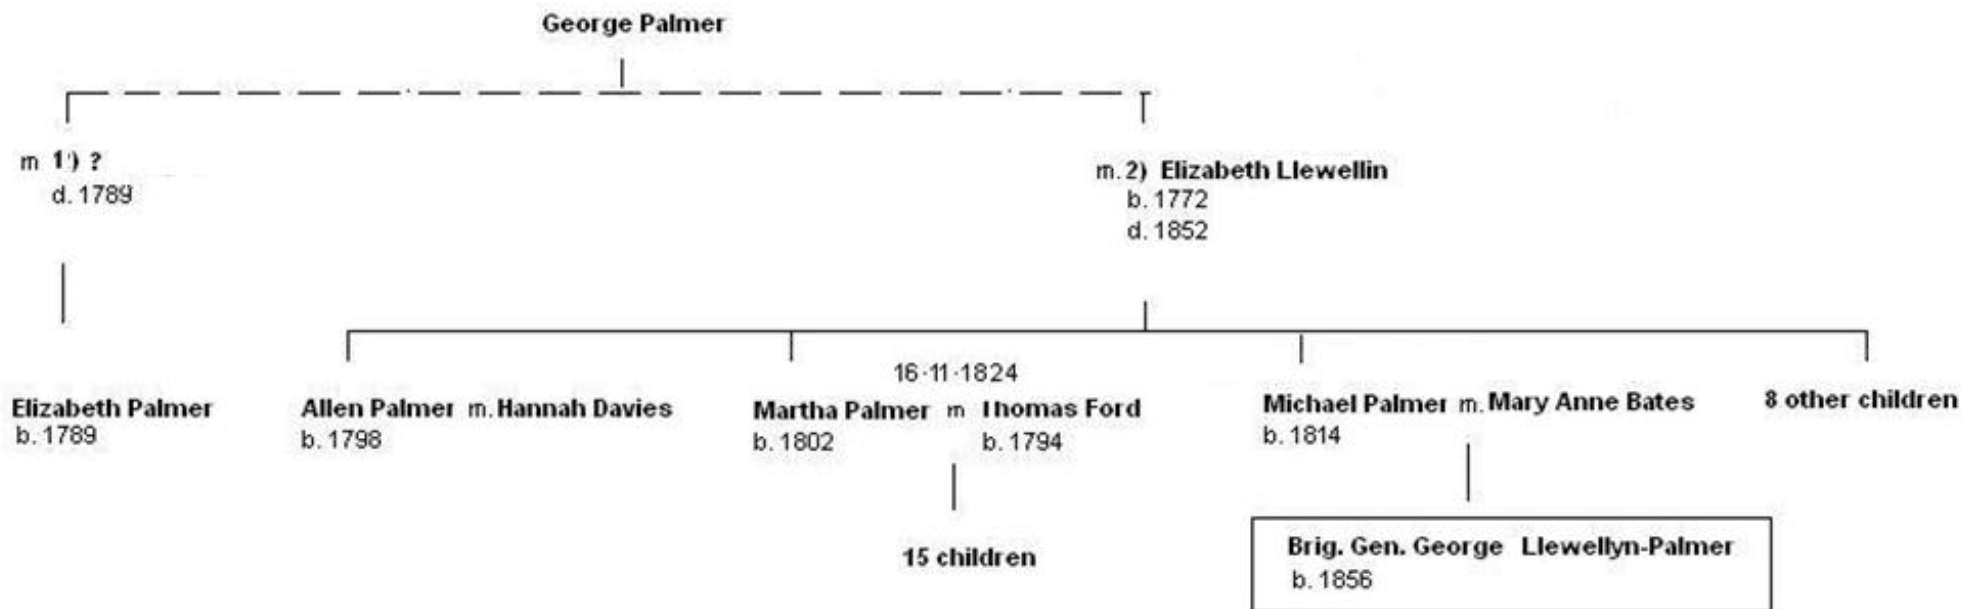 George Palmer
m 1) ?
d. 1789
m. 2) Elizabeth Llewellin
b. 1772
d. 1852
16·11·1824
Elizabeth Palmer
b. 1789
Allen Palmer m. Hannah Davies
b. 1798
Martha Palmer m Thomas Ford
b. 1802 b. 1794
Michael Palmer m. Mary Anne Bates
b. 1814
8 other children
15 children
Brig. Gen. George Llewellyn-Palmer
b. 1856